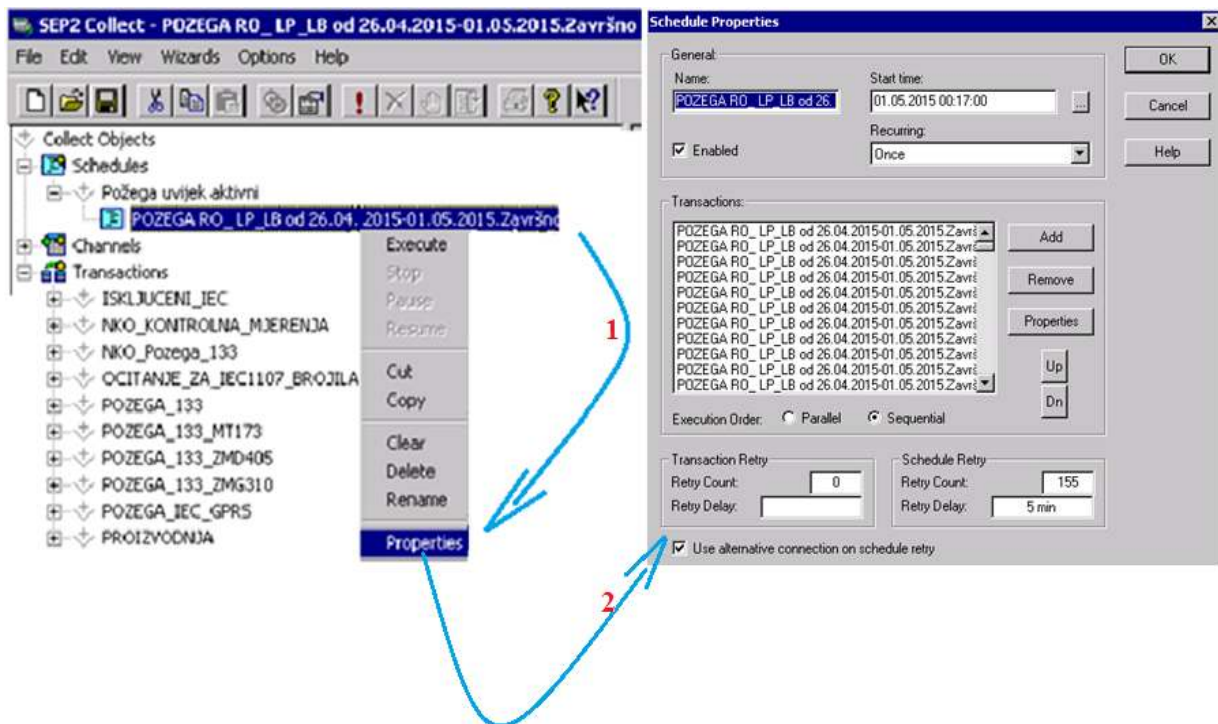 SEP2 Collect - POZEGA RO_ LP_LB od 26.04.2015-01.05.2015.Završno
File Edit View Wizards Options Help
Collect Objects
Schedules
Požega uvijek aktivni
POZEGA RO_ LP_LB od 26.04. 2015-01.05.2015.Završno
Channels
Transactions
ISKLJUCENI_IEC
NKO_KONTROLNA_MJERENJA
NKO_Pozega_133
OCITANJE_ZA_IEC1107_BROJILA
POZEGA_133
POZEGA_133_MT173
POZEGA_133_ZMD405
POZEGA_133_ZMG310
POZEGA_IEC_GPRS
PROIZVODNJA
Execute
Stop
Pause
Resume
Cut
Copy
Clear
Delete
Rename
Properties
1
2
Schedule Properties
General:
Name:
POZEGA RO_ LP_LB od 26.
Start time:
01.05.2015 00:17:00
...
Enabled
Recurring:
Once
OK
Cancel
Help
Transactions:
POZEGA RO_ LP_LB od 26.04.2015-01.05.2015.Završ
POZEGA RO_ LP_LB od 26.04.2015-01.05.2015.Završ
POZEGA RO_ LP_LB od 26.04.2015-01.05.2015.Završ
POZEGA RO_ LP_LB od 26.04.2015-01.05.2015.Završ
POZEGA RO_ LP_LB od 26.04.2015-01.05.2015.Završ
POZEGA RO_ LP_LB od 26.04.2015-01.05.2015.Završ
POZEGA RO_ LP_LB od 26.04.2015-01.05.2015.Završ
POZEGA RO_ LP_LB od 26.04.2015-01.05.2015.Završ
POZEGA RO_ LP_LB od 26.04.2015-01.05.2015.Završ
POZEGA RO_ LP_LB od 26.04.2015-01.05.2015.Završ
POZEGA RO_ LP_LB od 26.04.2015-01.05.2015.Završ
Add
Remove
Properties
Up
Dn
Execution Order: Parallel Sequential
Transaction Retry
Retry Count: 0
Retry Delay:
Schedule Retry
Retry Count: 155
Retry Delay: 5 min
Use alternative connection on schedule retry